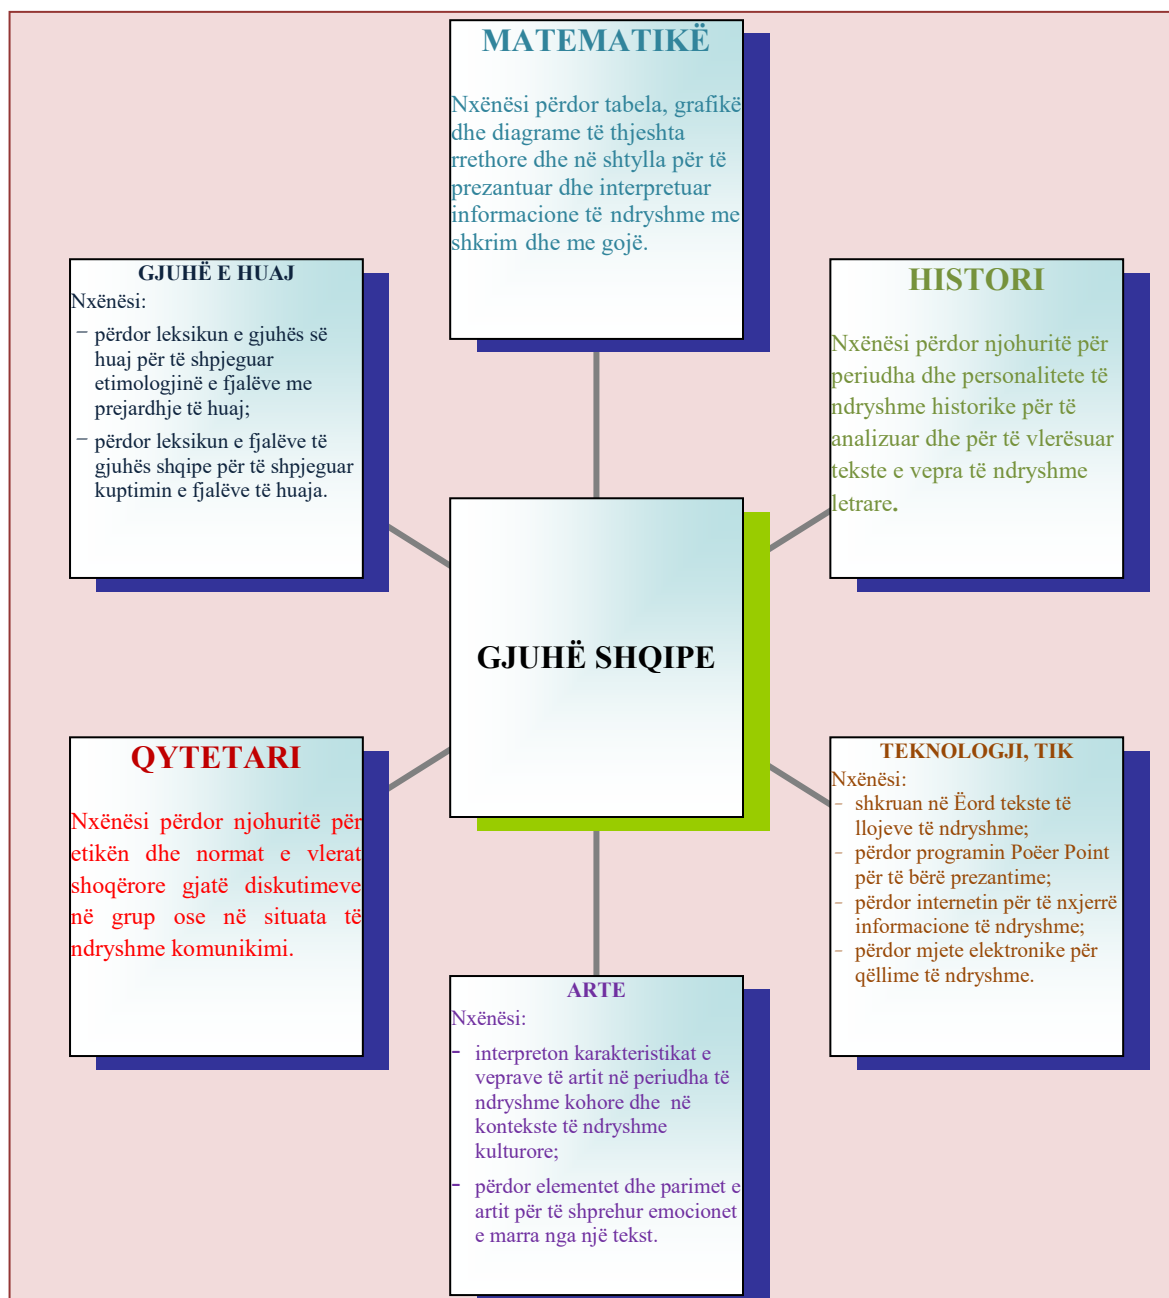 MATEMATIKË
Nxënësi përdor tabela, grafikë
dhe diagrame të thjeshta
rrethore dhe në shtylla për të
prezantuar dhe interpretuar
informacione të ndryshme me
shkrim dhe me gojë.
GJUHË E HUAJ
Nxënësi:
– përdor leksikun e gjuhës së
huaj për të shpjeguar
etimologjinë e fjalëve me
prejardhje të huaj;
– përdor leksikun e fjalëve të
gjuhës shqipe për të shpjeguar
kuptimin e fjalëve të huaja.
HISTORI
Nxënësi përdor njohuritë për
periudha dhe personalitete të
ndryshme historike për të
analizuar dhe për të vlerësuar
tekste e vepra të ndryshme
letrare.
GJUHË SHQIPE
QYTETARI
Nxënësi përdor njohuritë për
etikën dhe normat e vlerat
shoqërore gjatë diskutimeve
në grup ose në situata të
ndryshme komunikimi.
TEKNOLOGJI, TIK
Nxënësi:
- shkruan në Ëord tekste të
llojeve të ndryshme;
- përdor programin Poëer Point
për të bërë prezantime;
- përdor internetin për të nxjerrë
informacione të ndryshme;
- përdor mjete elektronike për
qëllime të ndryshme.
ARTE
Nxënësi:
- interpreton karakteristikat e
veprave të artit në periudha të
ndryshme kohore dhe në
kontekste të ndryshme
kulturore;
- përdor elementet dhe parimet e
artit për të shprehur emocionet
e marra nga një tekst.